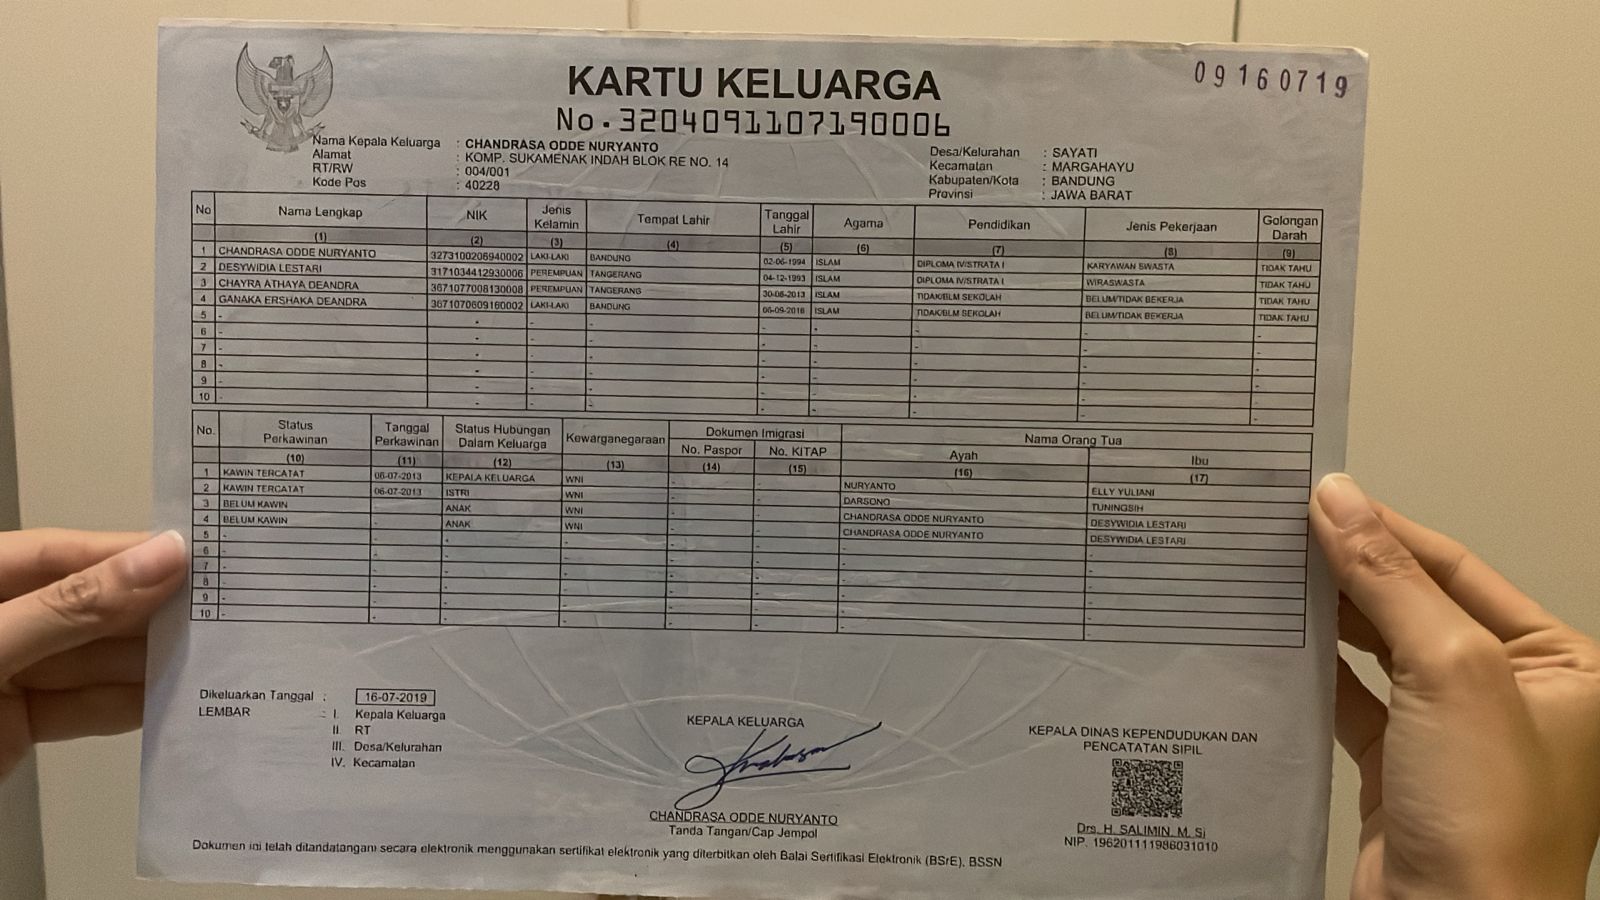 09160719
KARTU KELUARGA
No.3204091107190006
Nama Kepala Keluarga : CHANDRASA ODDE NURYANTO
Alamat : KOMP. SUKAMENAK INDAH BLOK RE NO. 14
RT/RW : 004/001
Kode Pos : 40228
Desa/Kelurahan : SAYATI
Kecamatan : MARGAHAYU
Kabupaten/Kota : BANDUNG
Provinsi : JAWA BARAT
No Nama Lengkap NIK Jenis Kelamin Tempat Lahir Tanggal Lahir Agama Pendidikan Jenis Pekerjaan Golongan Darah
(1) (2) (3) (4) (5) (6) (7) (8) (9)
1 CHANDRASA ODDE NURYANTO 3273100206940002 LAKI-LAKI BANDUNG 02-06-1994 ISLAM DIPLOMA IV/STRATA I KARYAWAN SWASTA TIDAK TAHU
2 DESYWIDIA LESTARI 3171034412930006 PEREMPUAN TANGERANG 04-12-1993 ISLAM DIPLOMA IV/STRATA I WIRASWASTA TIDAK TAHU
3 CHAYRA ATHAYA DEANDRA 3671077008130008 PEREMPUAN TANGERANG 30-08-2013 ISLAM TIDAK/BLM SEKOLAH BELUM/TIDAK BEKERJA TIDAK TAHU
4 GANAKA ERSHAKA DEANDRA 3671070609160002 LAKI-LAKI BANDUNG 06-09-2016 ISLAM TIDAK/BLM SEKOLAH BELUM/TIDAK BEKERJA TIDAK TAHU
5 - - - - - - - - -
6 - - - - - - - - -
7 - - - - - - - - -
8 - - - - - - - - -
9 - - - - - - - - -
10 - - - - - - - - -
No. Status Perkawinan Tanggal Perkawinan Status Hubungan Dalam Keluarga Kewarganegaraan Dokumen Imigrasi Nama Orang Tua
No. Paspor No. KITAP Ayah Ibu
(10) (11) (12) (13) (14) (15) (16) (17)
1 KAWIN TERCATAT 06-07-2013 KEPALA KELUARGA WNI - - NURYANTO ELLY YULIANI
2 KAWIN TERCATAT 06-07-2013 ISTRI WNI - - DARSONO TUNINGSIH
3 BELUM KAWIN - ANAK WNI - - CHANDRASA ODDE NURYANTO DESYWIDIA LESTARI
4 BELUM KAWIN - ANAK WNI - - CHANDRASA ODDE NURYANTO DESYWIDIA LESTARI
5 - - - - - - - -
6 - - - - - - - -
7 - - - - - - - -
8 - - - - - - - -
9 - - - - - - - -
10 - - - - - - - -
Dikeluarkan Tanggal : 16-07-2019
LEMBAR : I. Kepala Keluarga
II. RT
III. Desa/Kelurahan
IV. Kecamatan
KEPALA KELUARGA
CHANDRASA ODDE NURYANTO
Tanda Tangan/Cap Jempol
KEPALA DINAS KEPENDUDUKAN DAN
PENCATATAN SIPIL
Drs. H. SALIMIN, M. Si
NIP. 196201111986031010
Dokumen ini telah ditandatangani secara elektronik menggunakan sertifikat elektronik yang diterbitkan oleh Balai Sertifikasi Elektronik (BSrE), BSSN